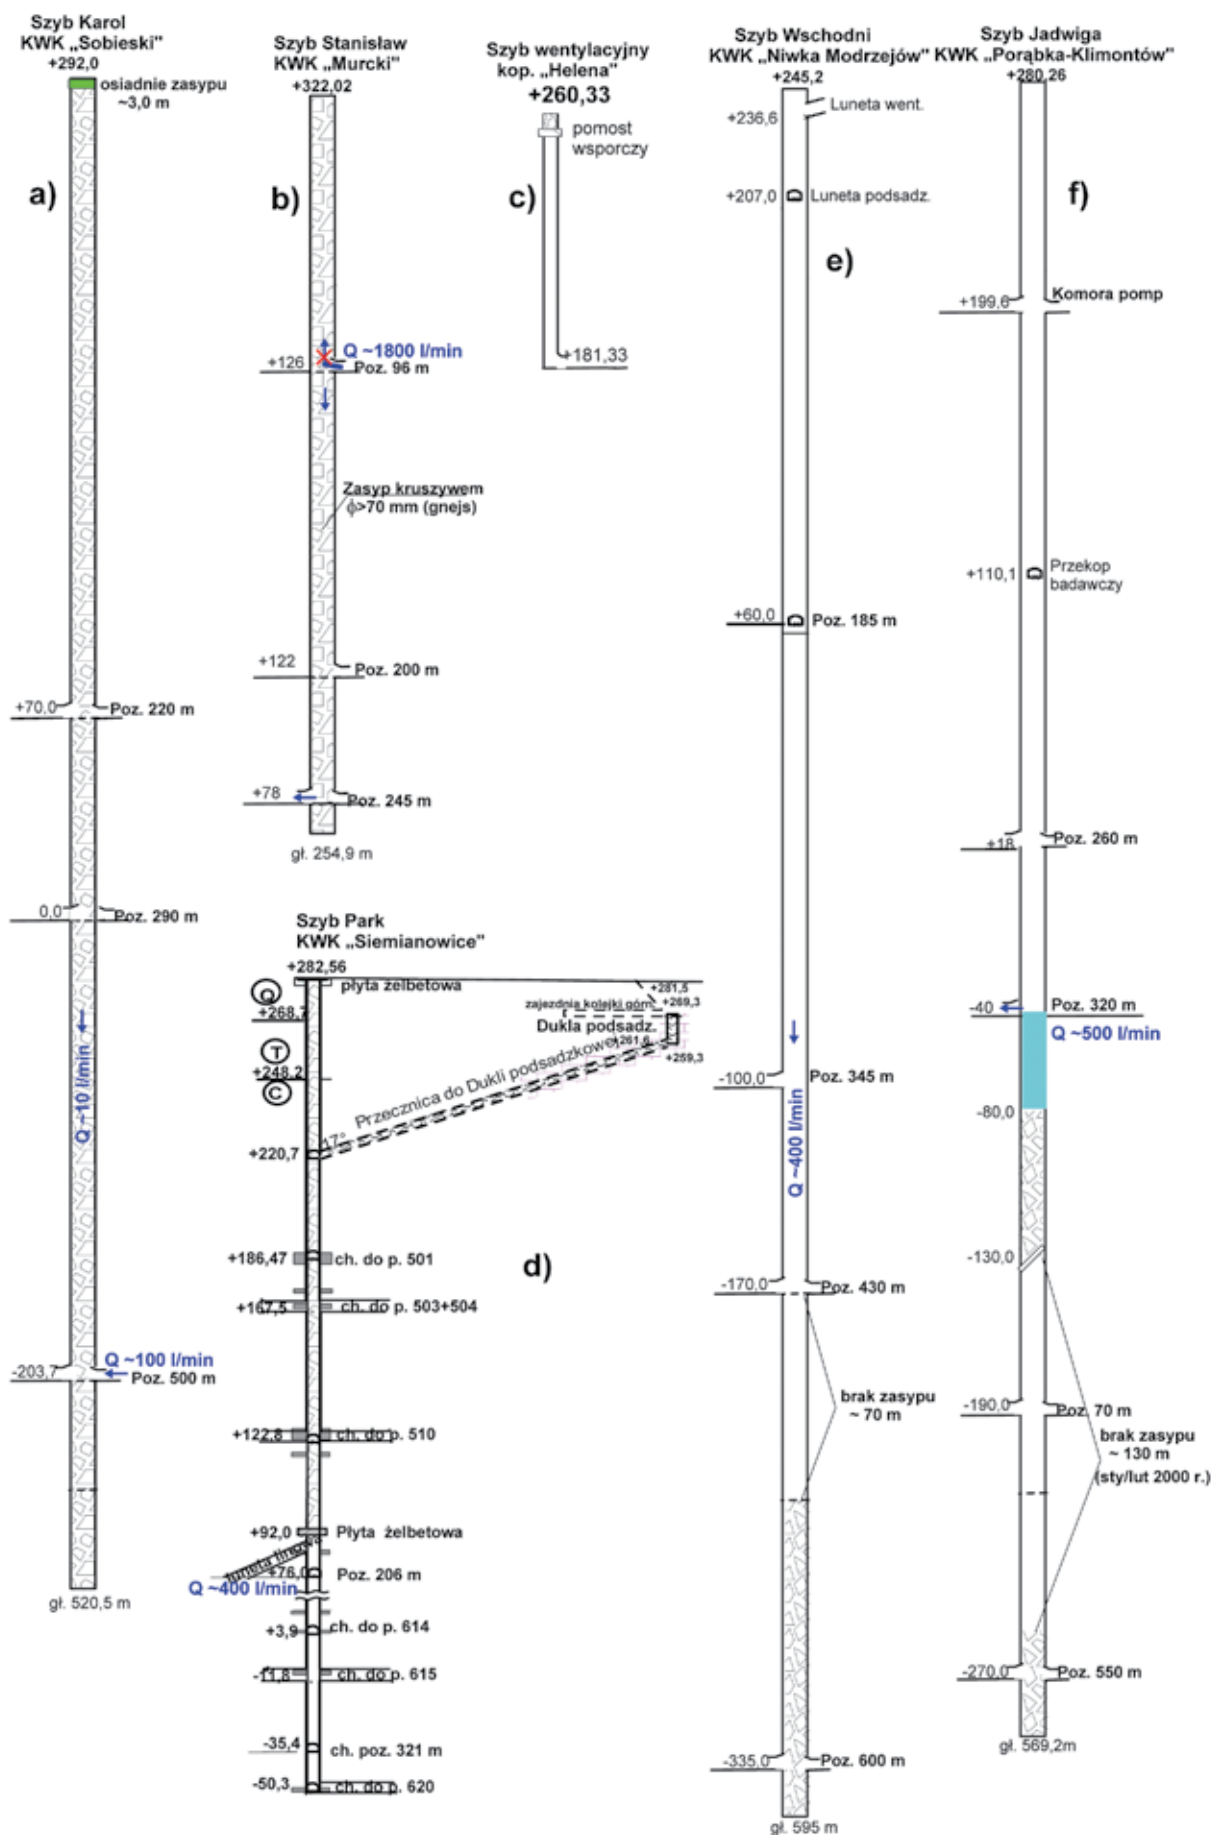 Szyb Karol
KWK „Sobieski"
+292,0
osiadnie zasypu
~3,0 m
a)
+70,0
Poz. 220 m
0,0
Poz. 290 m
Q ~10 l/min
Q ~100 l/min
-203,7
Poz. 500 m
gł. 520,5 m
Szyb Stanisław
KWK „Murcki"
+322,02
b)
Q ~1800 l/min
+126
Poz. 96 m
Zasyp kruszywem
ϕ>70 mm (gnejs)
+122
Poz. 200 m
+78
Poz. 245 m
gł. 254,9 m
Szyb wentylacyjny
kop. „Helena"
+260,33
pomost
wsporczy
c)
+181,33
Szyb Park
KWK „Siemianowice"
+282,56
płyta żelbetowa
Q
+268,7
T
+248,2
C
zajezdnia kolejki górn.
+281,5
+269,3
Dukla podsadz.
+261,6
+259,3
Przecznica do Dukli podsadzkowej
17°
+220,7
+186,47
ch. do p. 501
d)
+167,5
ch. do p. 503+504
+122,8
ch. do p. 510
+92,0
Płyta żelbetowa
luneta linowa
+76,0
Poz. 206 m
Q ~400 l/min
+3,9
ch. do p. 614
-11,8
ch. do p. 615
-35,4
ch. poz. 321 m
-50,3
ch. do p. 620
Szyb Wschodni
KWK „Niwka Modrzejów"
+245,2
Luneta went.
+236,6
+207,0
D
Luneta podsadz.
e)
+60,0
D
Poz. 185 m
-100,0
Poz. 345 m
Q ~400 l/min
-170,0
Poz. 430 m
brak zasypu
~ 70 m
-335,0
Poz. 600 m
gł. 595 m
Szyb Jadwiga
KWK „Porąbka-Klimontów"
+280,26
f)
+199,6
Komora pomp
+110,1
D
Przekop
badawczy
+18
Poz. 260 m
-40
Poz. 320 m
Q ~500 l/min
-80,0
-130,0
-190,0
Poz. 70 m
brak zasypu
~ 130 m
(sty/lut 2000 r.)
-270,0
Poz. 550 m
gł. 569,2m